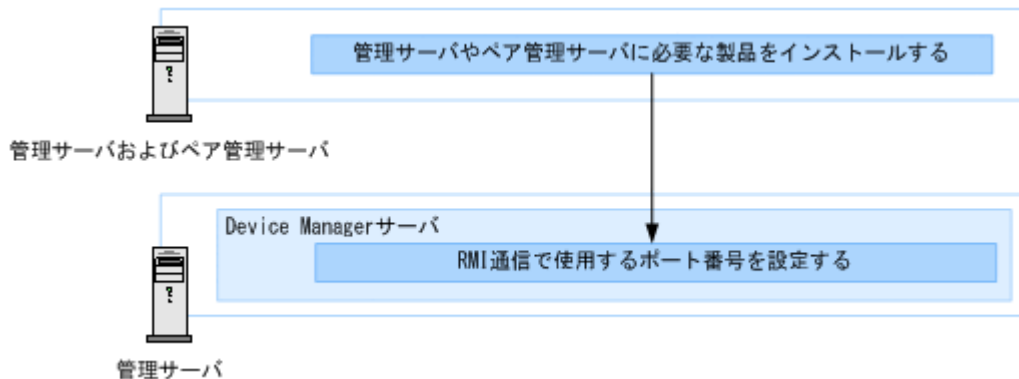 管理サーバやペア管理サーバに必要な製品をインストールする
管理サーバおよびペア管理サーバ
Device Managerサーバ
RMI通信で使用するポート番号を設定する
管理サーバ